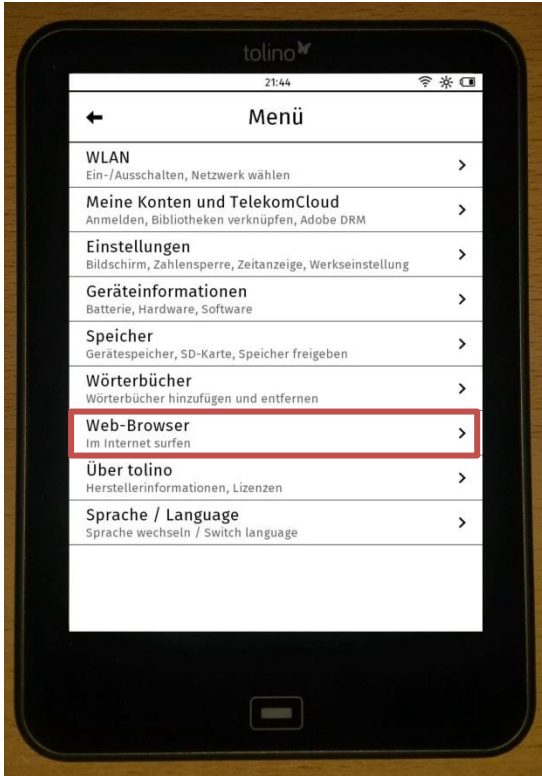 tolino
21:44
Menü
WLAN
Ein-/Ausschalten, Netzwerk wählen
Meine Konten und TelekomCloud
Anmelden, Bibliotheken verknüpfen, Adobe DRM
Einstellungen
Bildschirm, Zahlensperre, Zeitanzeige, Werkseinstellung
Geräteinformationen
Batterie, Hardware, Software
Speicher
Gerätespeicher, SD-Karte, Speicher freigeben
Wörterbücher
Wörterbücher hinzufügen und entfernen
Web-Browser
Im Internet surfen
Über tolino
Herstellerinformationen, Lizenzen
Sprache / Language
Sprache wechseln / Switch language